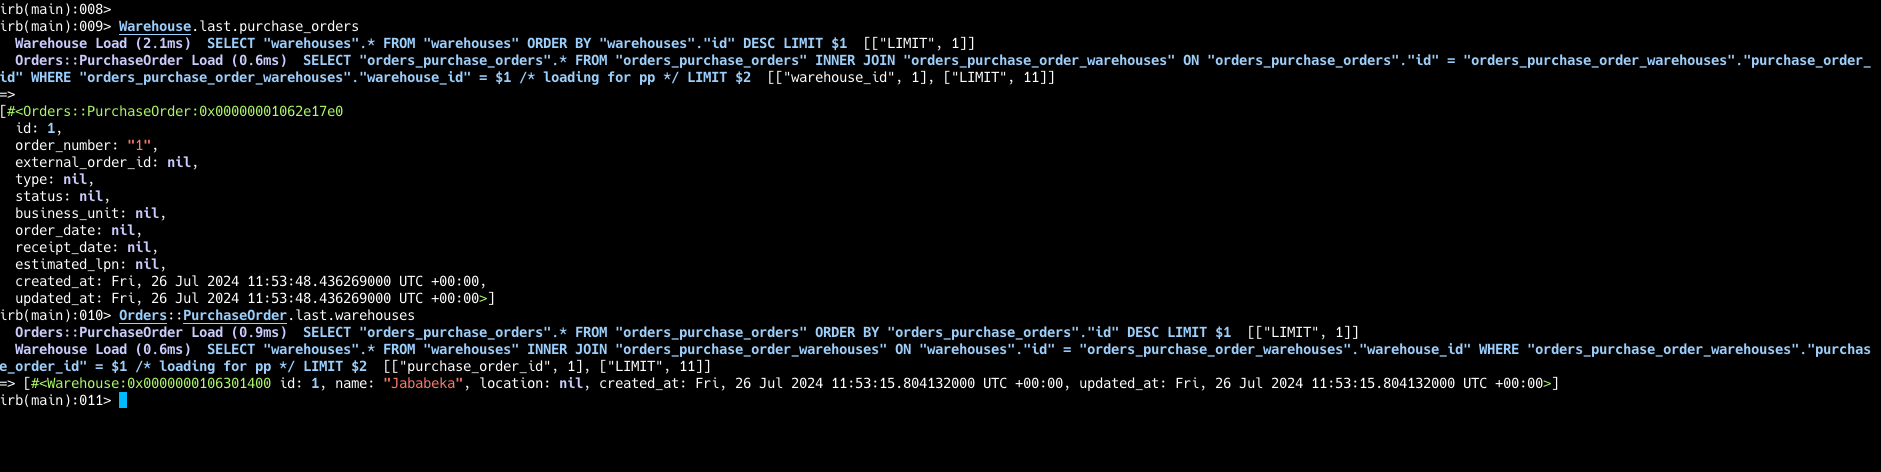 irb(main):008>
irb(main):009> Warehouse.last.purchase_orders
  Warehouse Load (2.1ms)  SELECT "warehouses".* FROM "warehouses" ORDER BY "warehouses"."id" DESC LIMIT $1  [["LIMIT", 1]]
  Orders::PurchaseOrder Load (0.6ms)  SELECT "orders_purchase_orders".* FROM "orders_purchase_orders" INNER JOIN "orders_purchase_order_warehouses" ON "orders_purchase_orders"."id" = "orders_purchase_order_warehouses"."purchase_order_
id" WHERE "orders_purchase_order_warehouses"."warehouse_id" = $1 /* loading for pp */ LIMIT $2  [["warehouse_id", 1], ["LIMIT", 11]]
=>
[#<Orders::PurchaseOrder:0x00000001062e17e0
  id: 1,
  order_number: "1",
  external_order_id: nil,
  type: nil,
  status: nil,
  business_unit: nil,
  order_date: nil,
  receipt_date: nil,
  estimated_lpn: nil,
  created_at: Fri, 26 Jul 2024 11:53:48.436269000 UTC +00:00,
  updated_at: Fri, 26 Jul 2024 11:53:48.436269000 UTC +00:00>]
irb(main):010> Orders::PurchaseOrder.last.warehouses
  Orders::PurchaseOrder Load (0.9ms)  SELECT "orders_purchase_orders".* FROM "orders_purchase_orders" ORDER BY "orders_purchase_orders"."id" DESC LIMIT $1  [["LIMIT", 1]]
  Warehouse Load (0.6ms)  SELECT "warehouses".* FROM "warehouses" INNER JOIN "orders_purchase_order_warehouses" ON "warehouses"."id" = "orders_purchase_order_warehouses"."warehouse_id" WHERE "orders_purchase_order_warehouses"."purchas
e_order_id" = $1 /* loading for pp */ LIMIT $2  [["purchase_order_id", 1], ["LIMIT", 11]]
=> [#<Warehouse:0x0000000106301400 id: 1, name: "Jababeka", location: nil, created_at: Fri, 26 Jul 2024 11:53:15.804132000 UTC +00:00, updated_at: Fri, 26 Jul 2024 11:53:15.804132000 UTC +00:00>]
irb(main):011>